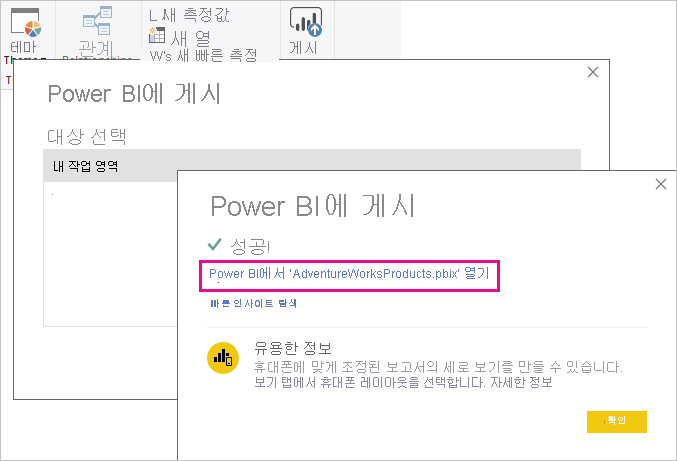 L 새 측정값
새 열
W's 새 빠른 측정
테마
관계
게시
Theme
Relationships
T
Power BI에 게시
대상 선택
내 작업 영역
Power BI에 게시
성공!
Power BI에서 'AdventureWorksProducts.pbix' 열기
빠른 인사이트 탐색
유용한 정보
휴대폰에 맞게 조정된 보고서의 세로 보기를 만들 수 있습니다.
보기 탭에서 휴대폰 레이아웃을 선택합니다. 자세한 정보
확인